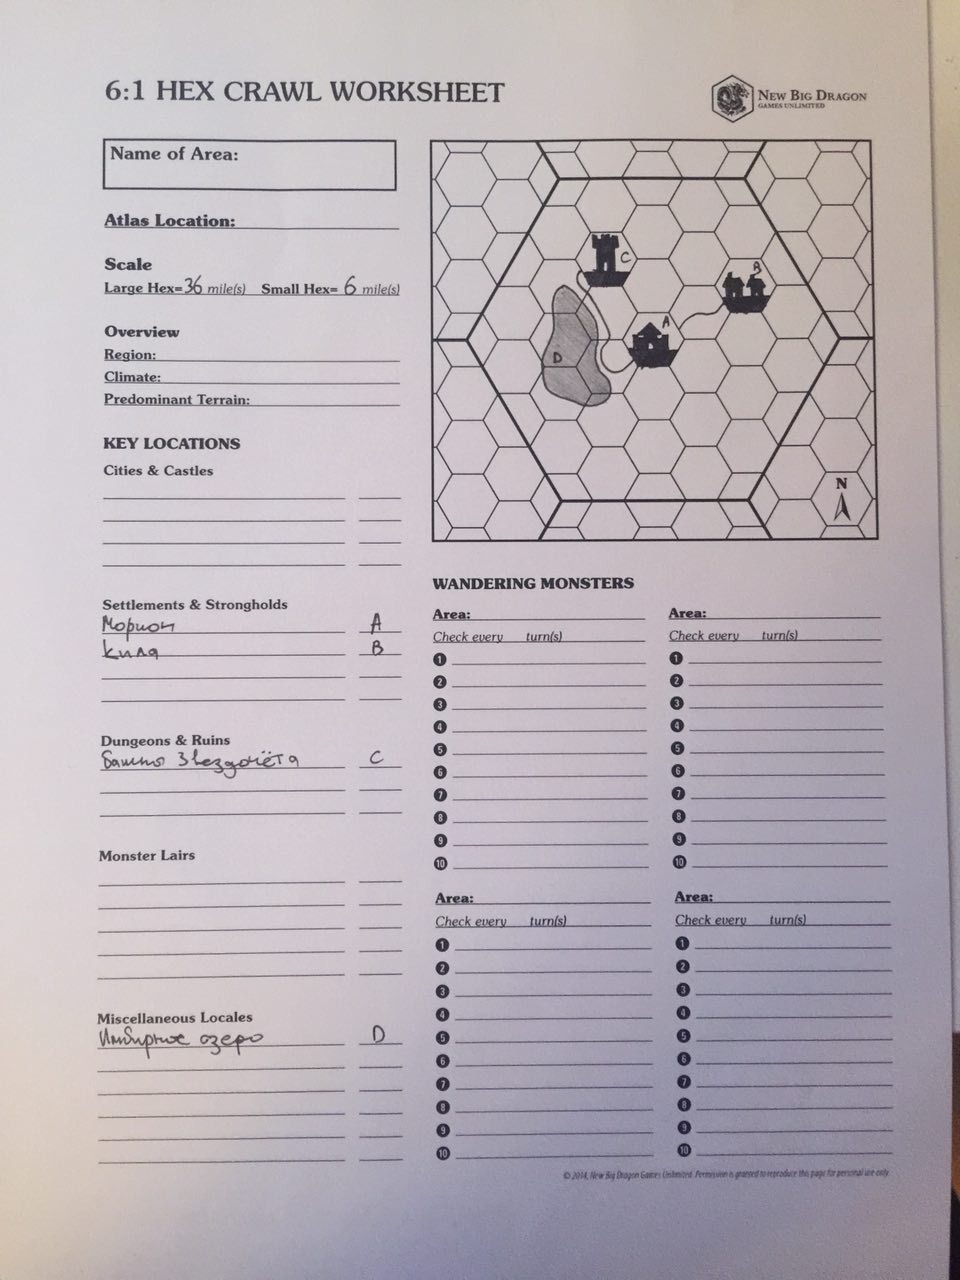 6:1 HEX CRAWL WORKSHEET
NEW BIG DRAGON
GAMES UNLIMITED
Name of Area:
Atlas Location:
Scale
Large Hex=36 mile(s) Small Hex= 6 mile(s)
Overview
Region:
Climate:
Predominant Terrain:
KEY LOCATIONS
Cities & Castles
Settlements & Strongholds
Морион A
Кила B
Dungeons & Ruins
Башня Звездочёта C
Monster Lairs
Miscellaneous Locales
Имбирное озеро D
C
B
A
D
N
WANDERING MONSTERS
Area:
Check every turn(s)
1
2
3
4
5
6
7
8
9
10
Area:
Check every turn(s)
1
2
3
4
5
6
7
8
9
10
Area:
Check every turn(s)
1
2
3
4
5
6
7
8
9
10
Area:
Check every turn(s)
1
2
3
4
5
6
7
8
9
10
© 2014, New Big Dragon Games Unlimited. Permission is granted to reproduce this page for personal use only.